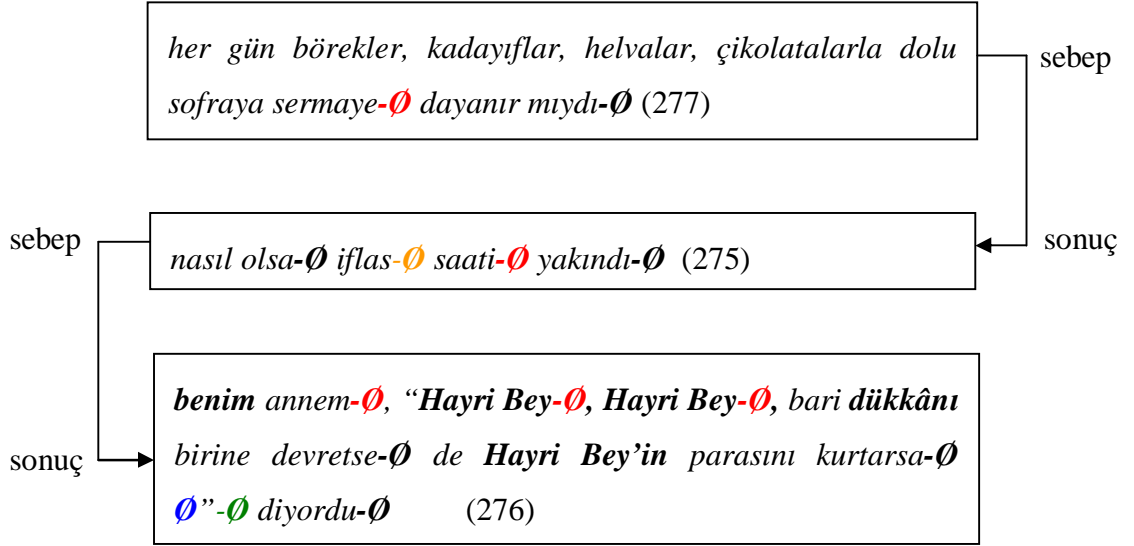 her gün börekler, kadayıflar, helvalar, çikolatalarla dolu
sofraya sermaye-Ø dayanır mıydı-Ø (277)
sebep
sebep
nasıl olsa-Ø iflas-Ø saati-Ø yakındı-Ø (275)
sonuç
benim annem-Ø, “Hayri Bey-Ø, Hayri Bey-Ø, bari dükkânı
birine devretse-Ø de Hayri Bey’in parasını kurtarsa-Ø
sonuç
Ø”-Ø diyordu-Ø (276)